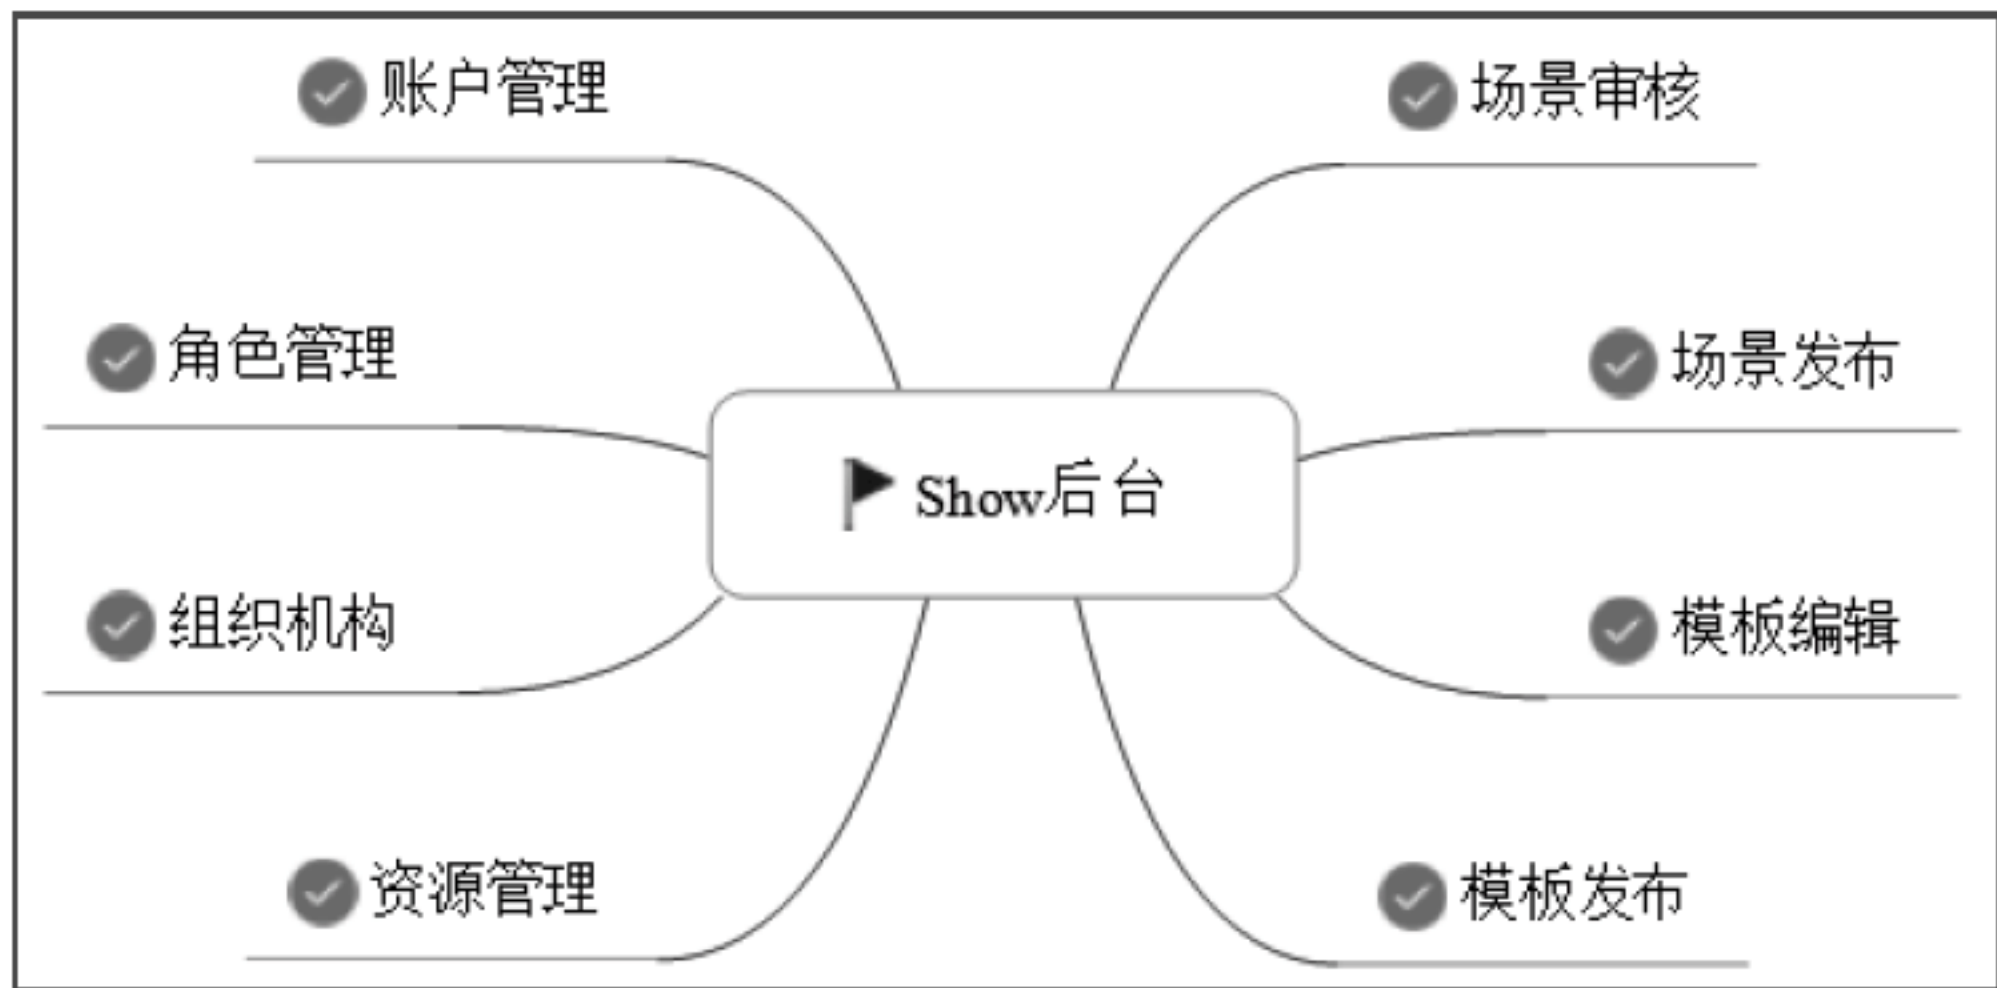 账户管理
场景审核
角色管理
场景发布
Show后台
组织机构
模板编辑
资源管理
模板发布